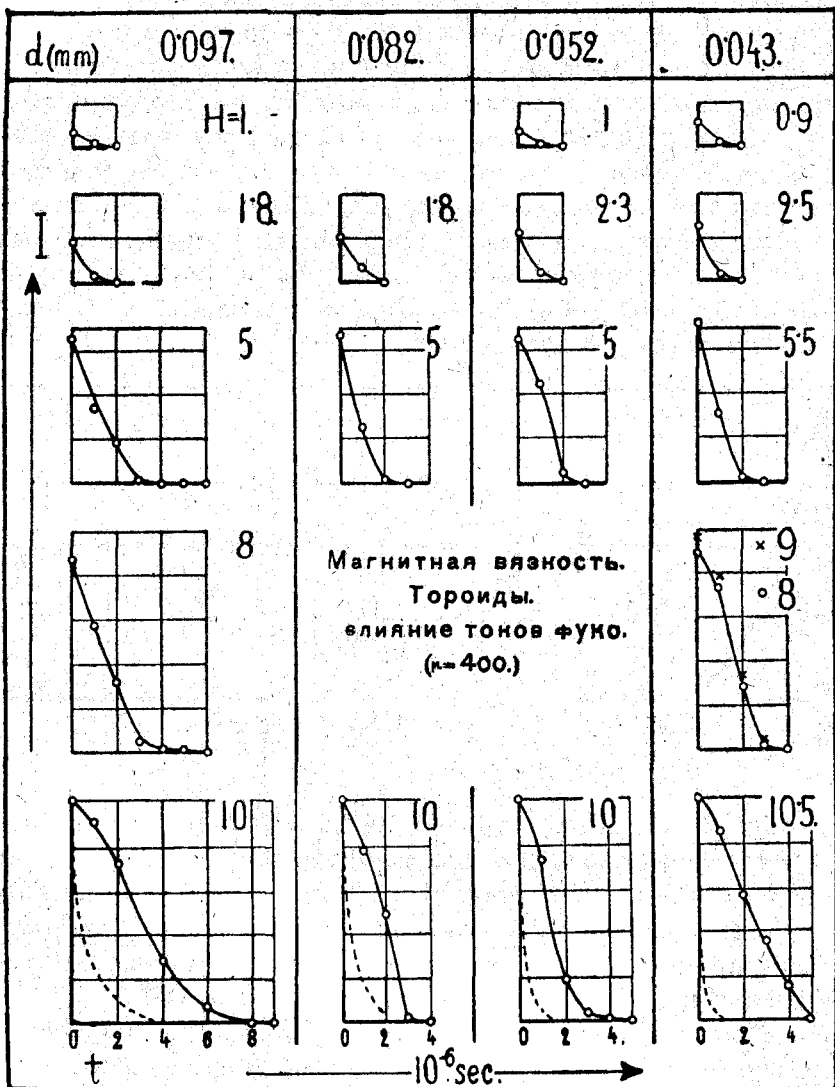 d(mm) 0·097. 0·082. 0·052. 0·043.
H=1. 1 0·9
I 1·8. 1·8. 2·3 2·5
5 5 5 5·5
8 × 9
○ 8
Магнитная вязкость.
Тороиды.
влияние токов фуко.
10 10 10 10·5.
0 2 4 6 8 0 2 4 0 2 4. 0 2 4
t 10⁻⁶ sec.